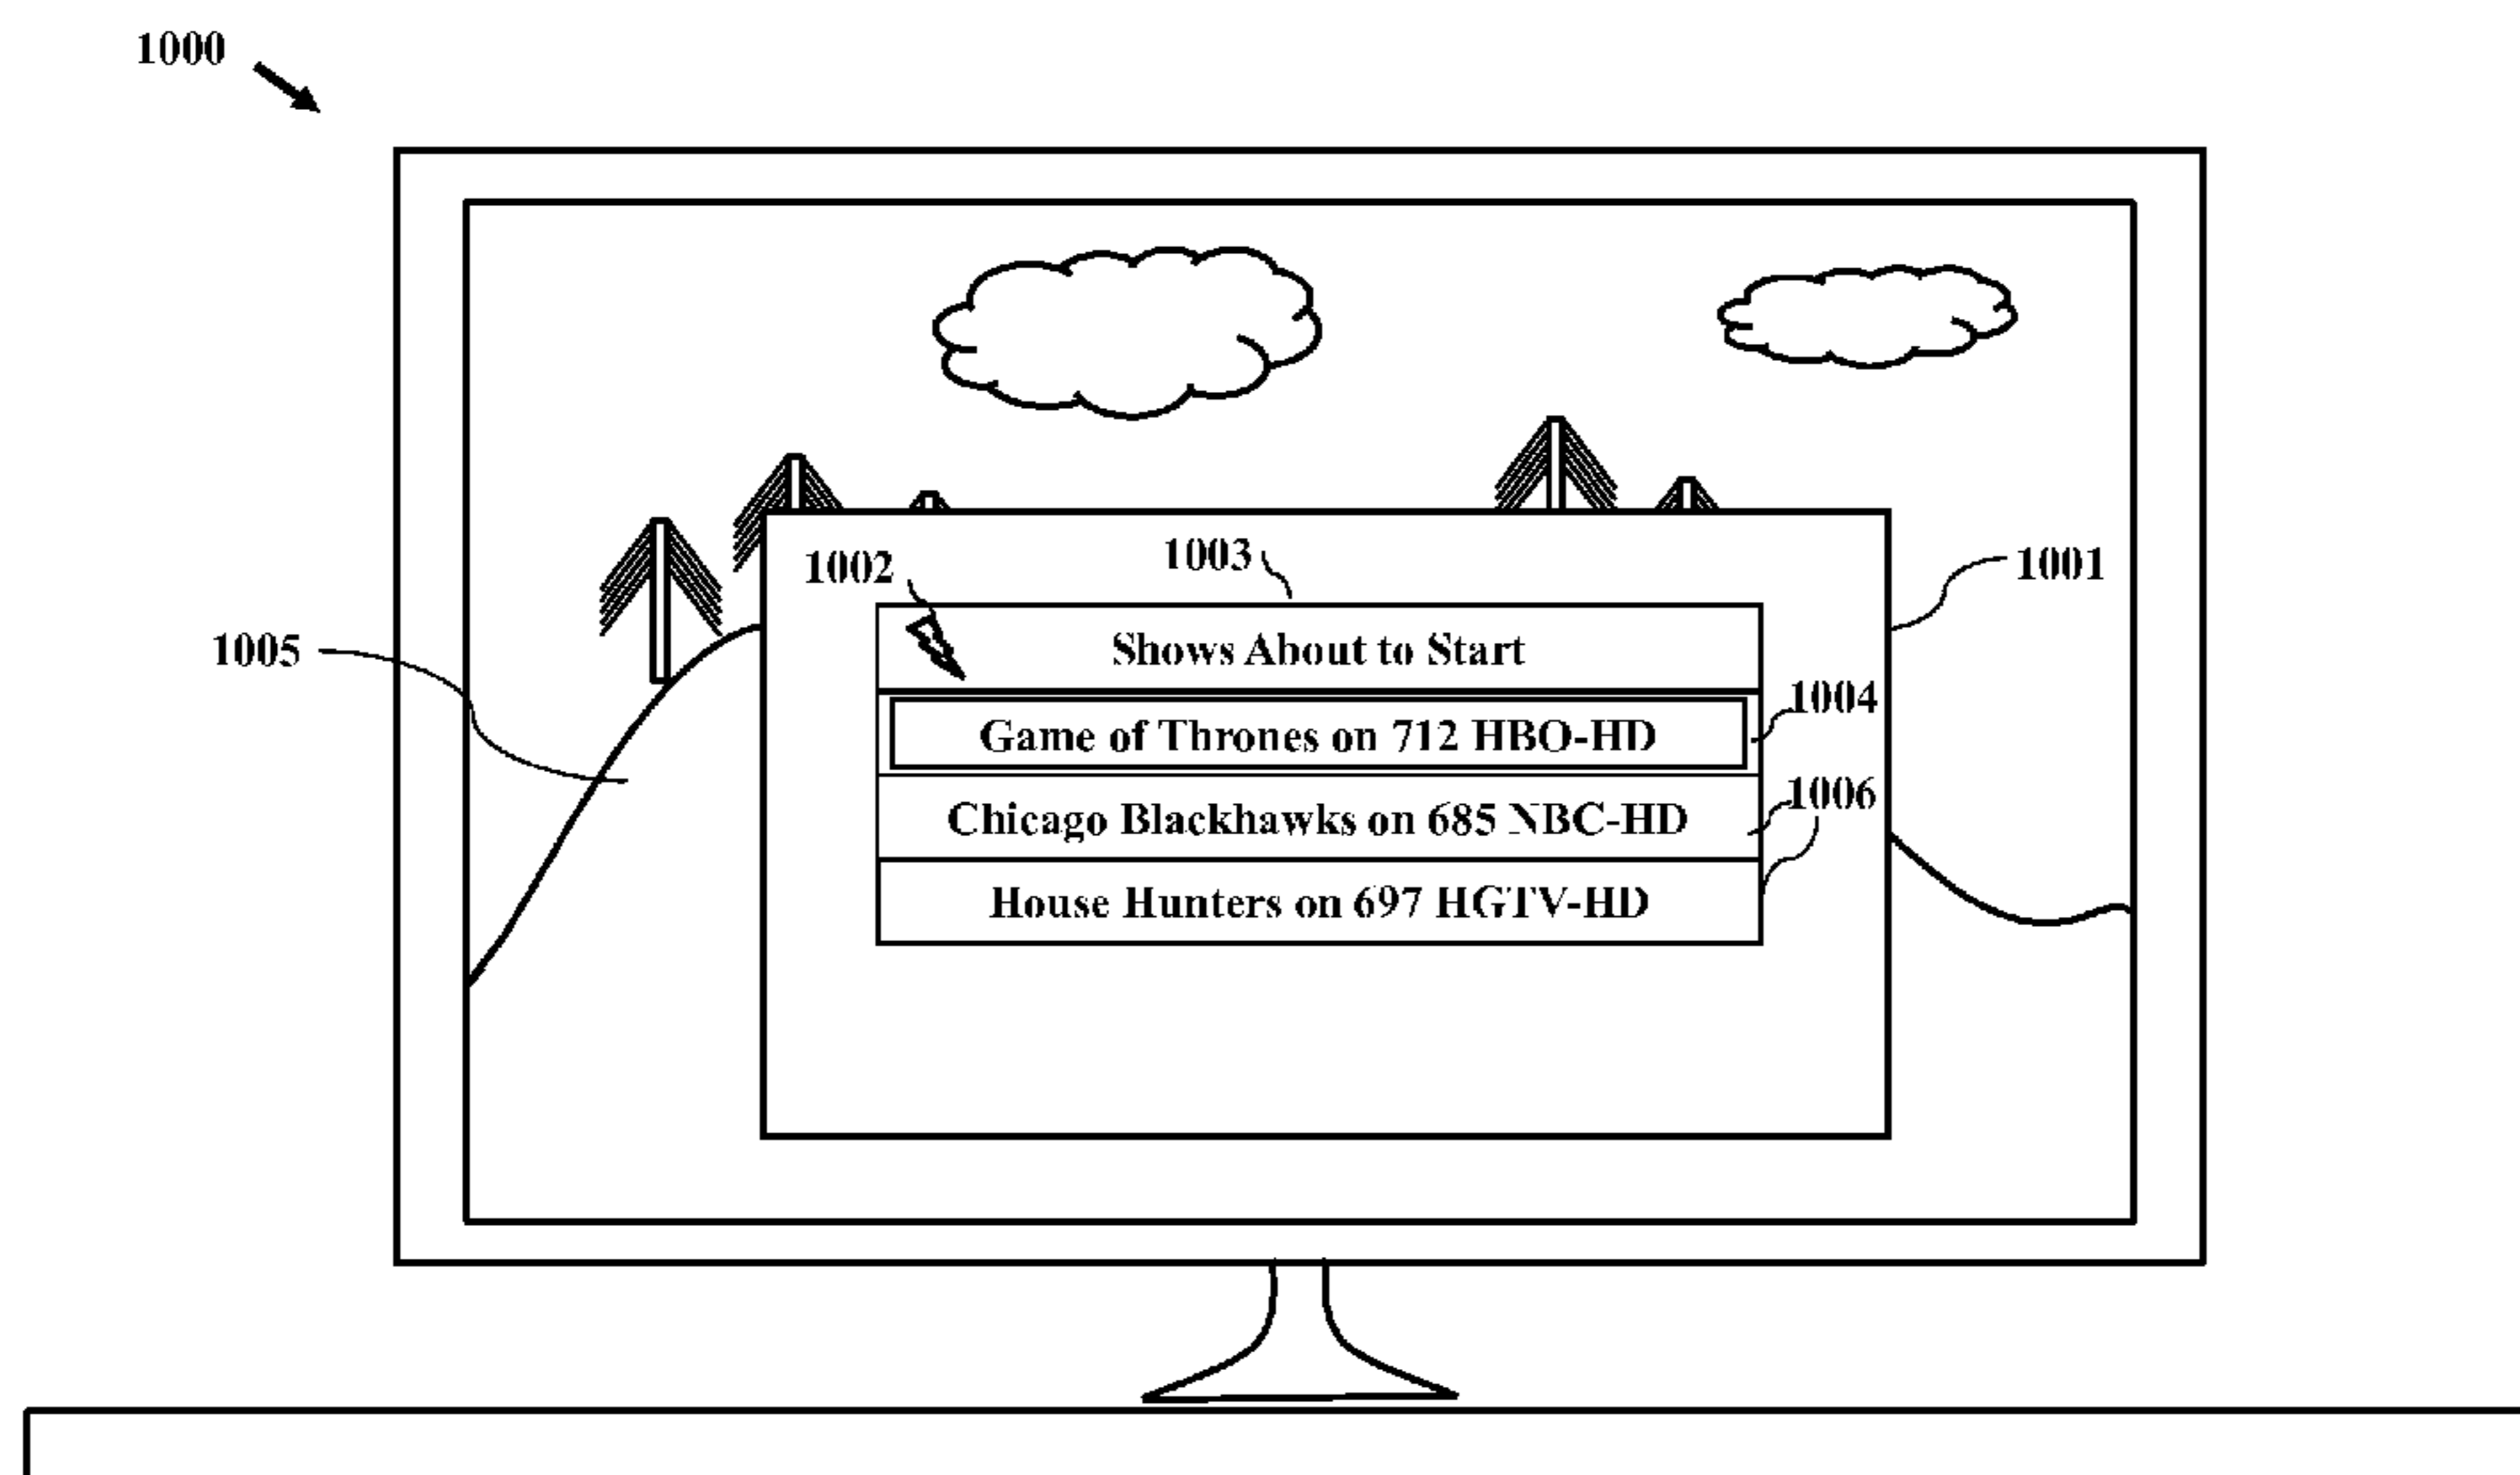 1000
1002
1003
1001
1005
Shows About to Start
1004
Game of Thrones on 712 HBO-HD
1006
Chicago Blackhawks on 685 NBC-HD
House Hunters on 697 HGTV-HD